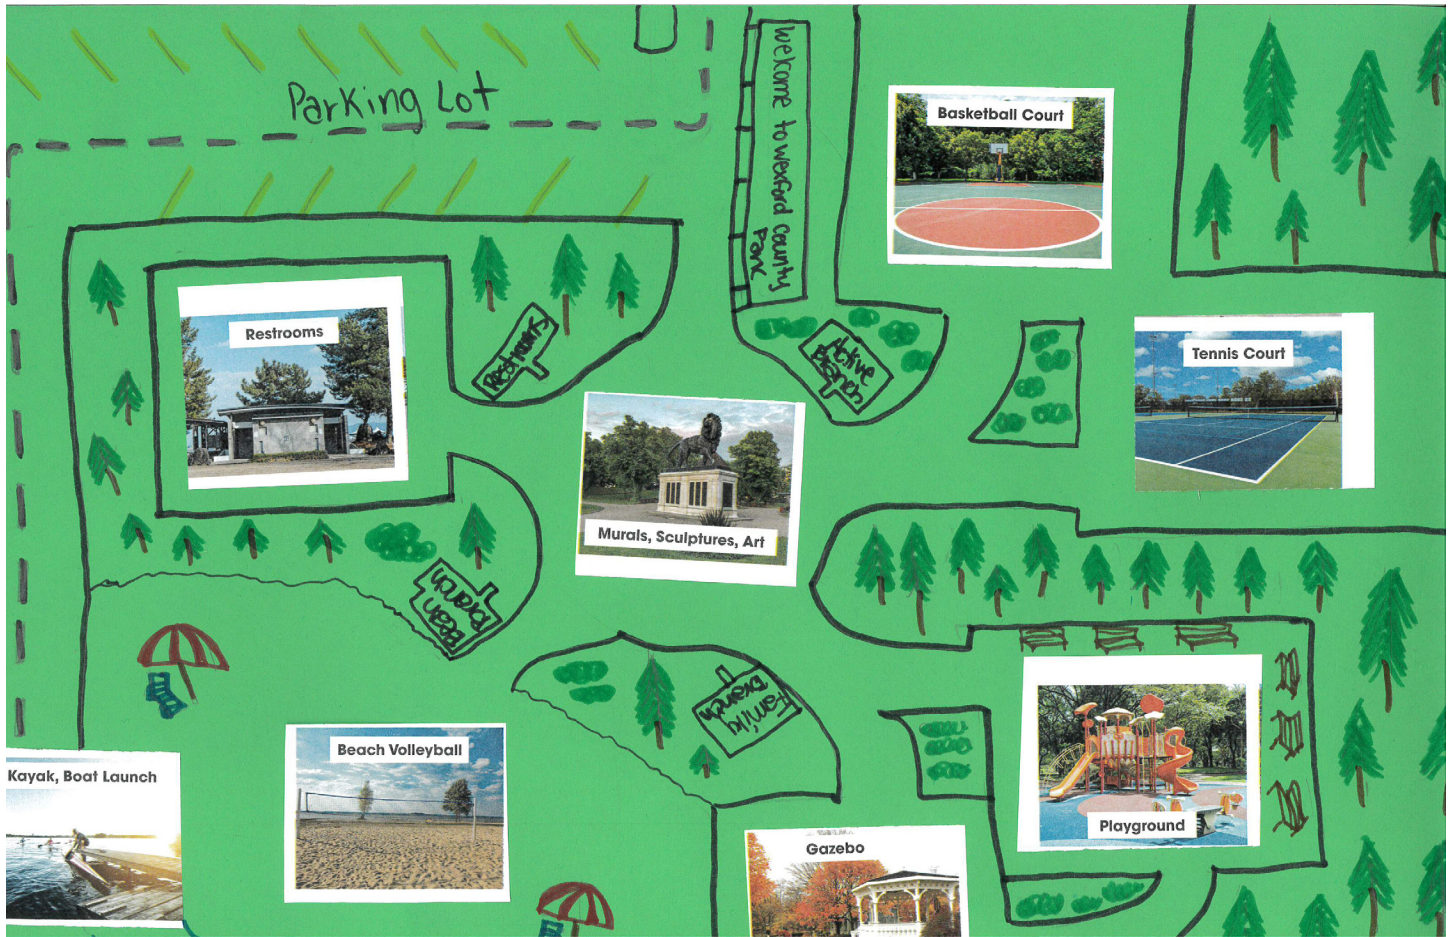 Parking Lot
Welcome to Wexford County
Park
Basketball Court
Restrooms
Restrooms
Active
Branch
Tennis Court
Murals, Sculptures, Art
Beach
Branch
Family
Branch
Kayak, Boat Launch
Beach Volleyball
Playground
Gazebo